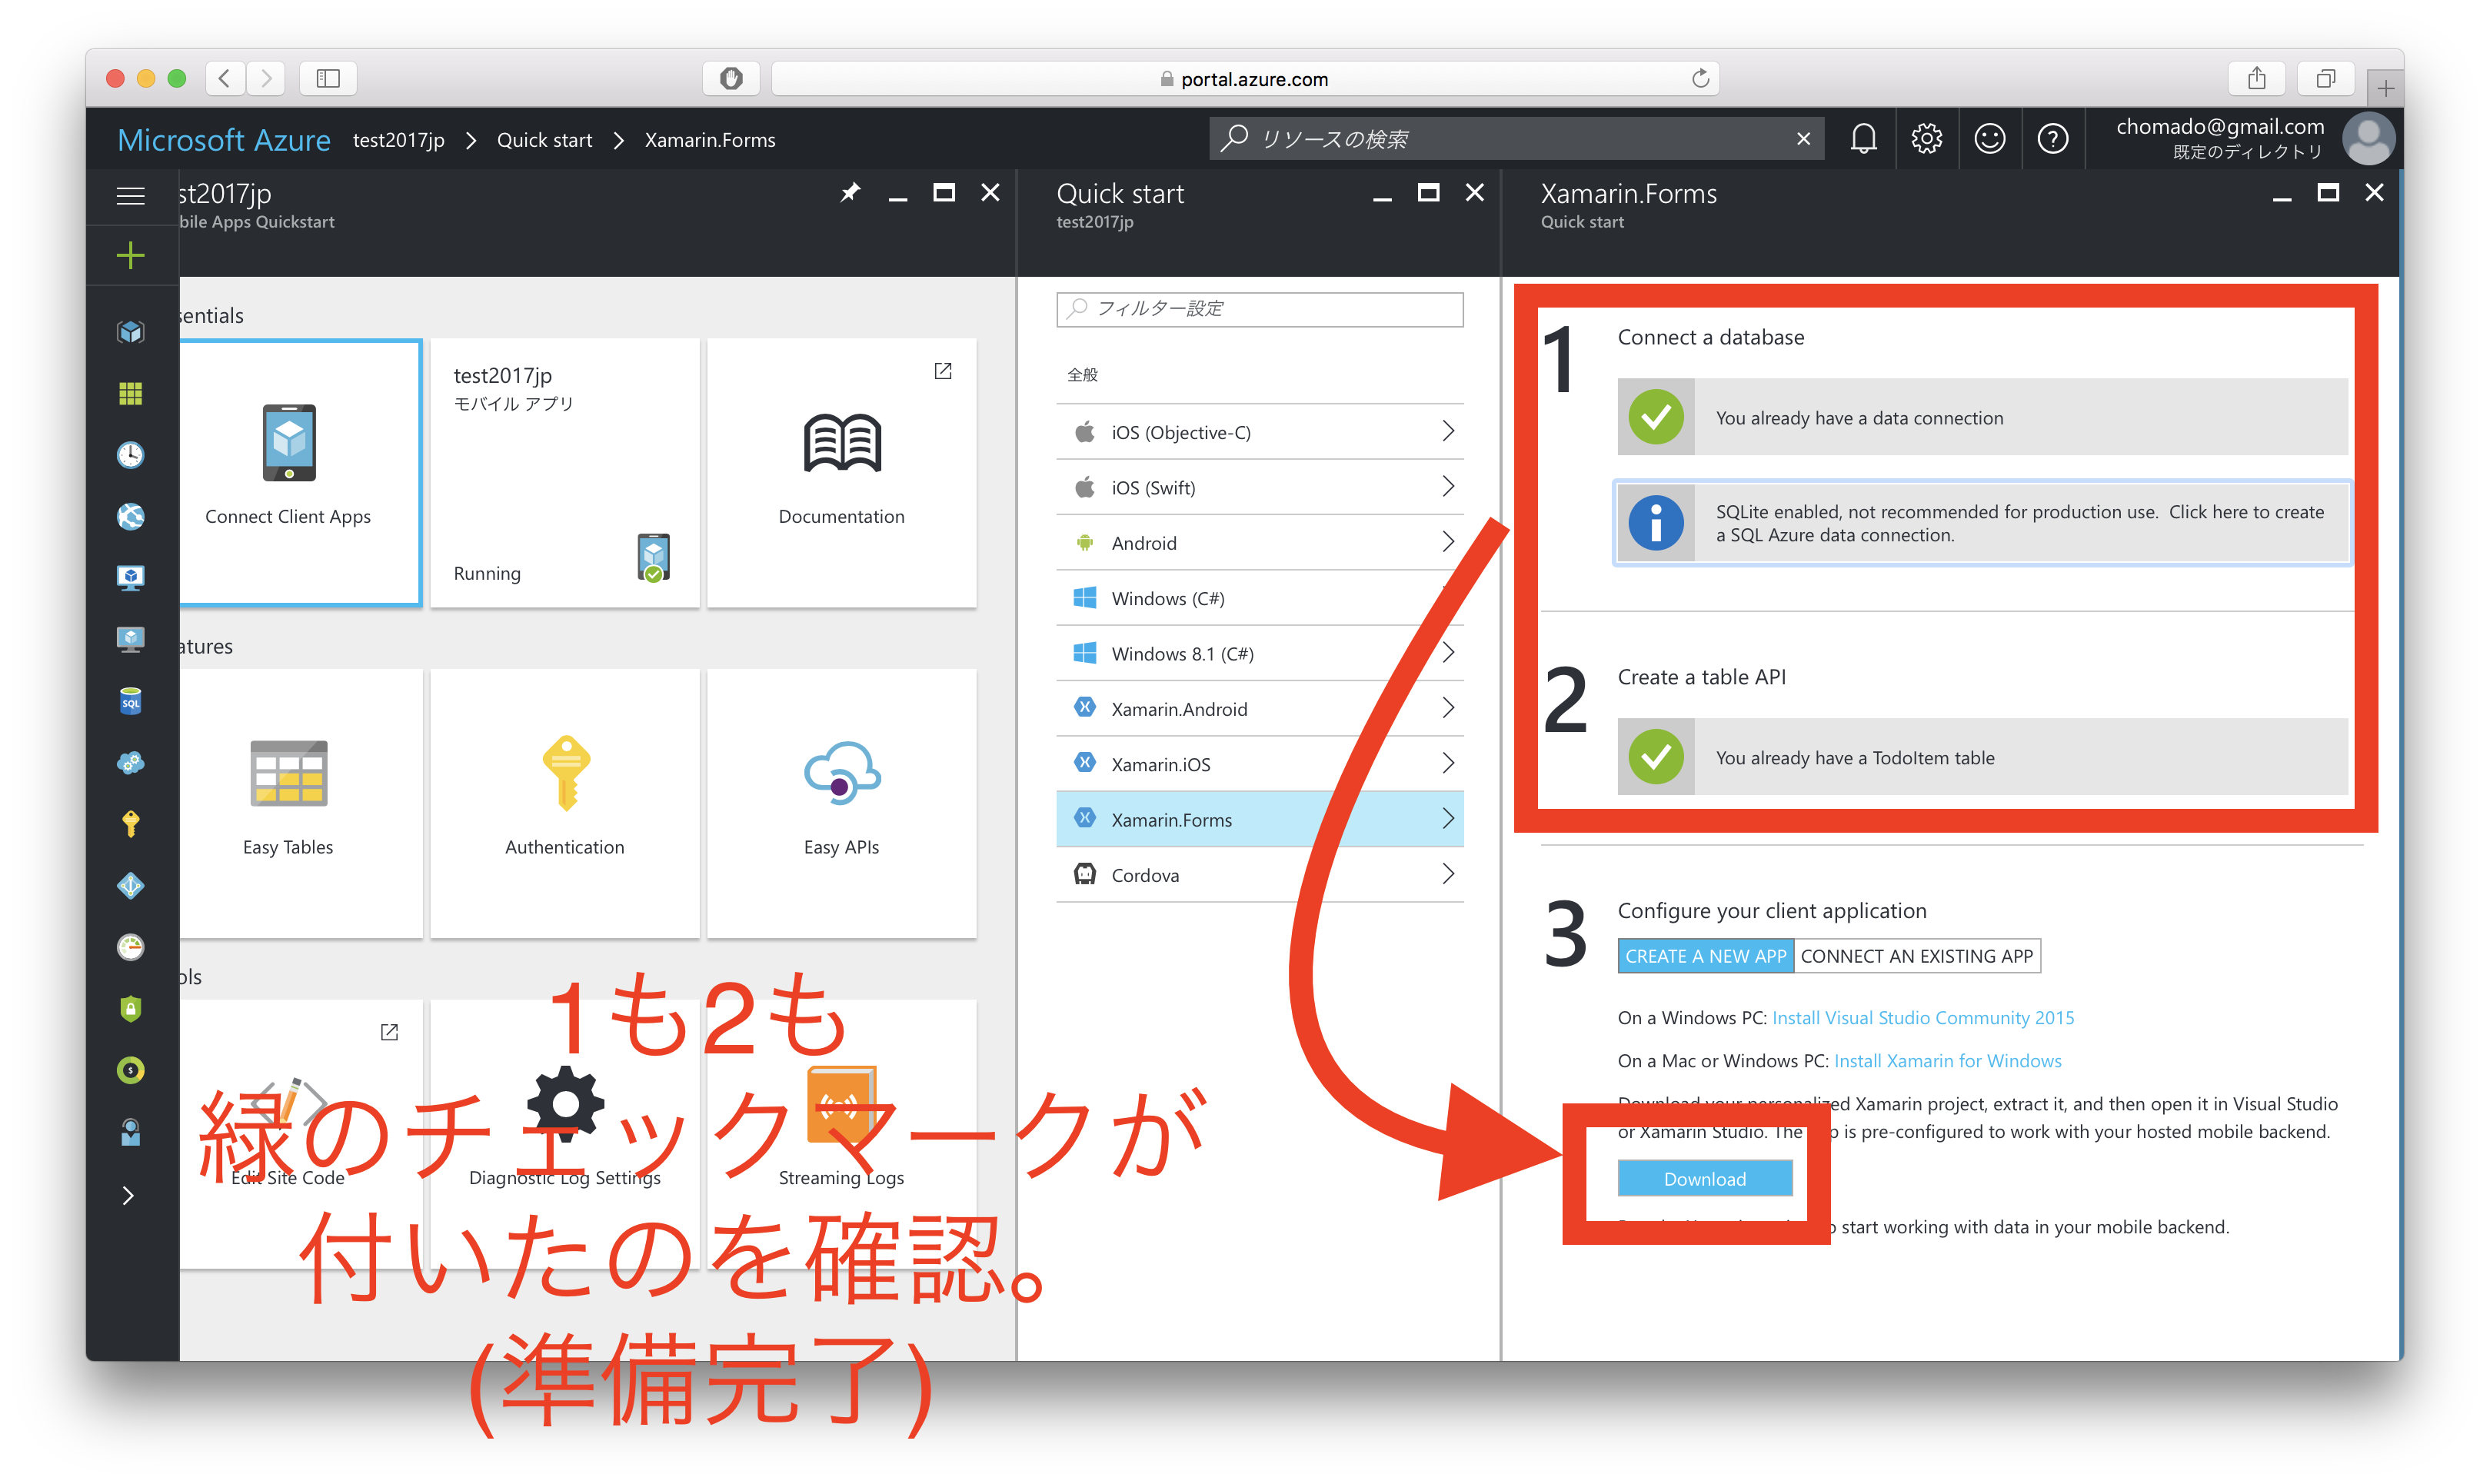 portal.azure.com
Microsoft Azure test2017jp > Quick start > Xamarin.Forms
リソースの検索
chomado@gmail.com
既定のディレクトリ
st2017jp
bile Apps Quickstart
sentials
Connect Client Apps
test2017jp
モバイル アプリ
Running
Documentation
atures
Easy Tables
Authentication
Easy APIs
ols
Edit Site Code
Diagnostic Log Settings
Streaming Logs
1も2も
緑のチェックマークが
付いたのを確認。
(準備完了)
Quick start
test2017jp
フィルター設定
全般
iOS (Objective-C)
iOS (Swift)
Android
Windows (C#)
Windows 8.1 (C#)
Xamarin.Android
Xamarin.iOS
Xamarin.Forms
Cordova
Xamarin.Forms
Quick start
1 Connect a database
You already have a data connection
SQLite enabled, not recommended for production use. Click here to create
a SQL Azure data connection.
2 Create a table API
You already have a TodoItem table
3 Configure your client application
CREATE A NEW APP CONNECT AN EXISTING APP
On a Windows PC: Install Visual Studio Community 2015
On a Mac or Windows PC: Install Xamarin for Windows
Download your personalized Xamarin project, extract it, and then open it in Visual Studio
or Xamarin Studio. The is pre-configured to work with your hosted mobile backend.
Download
start working with data in your mobile backend.
SQL